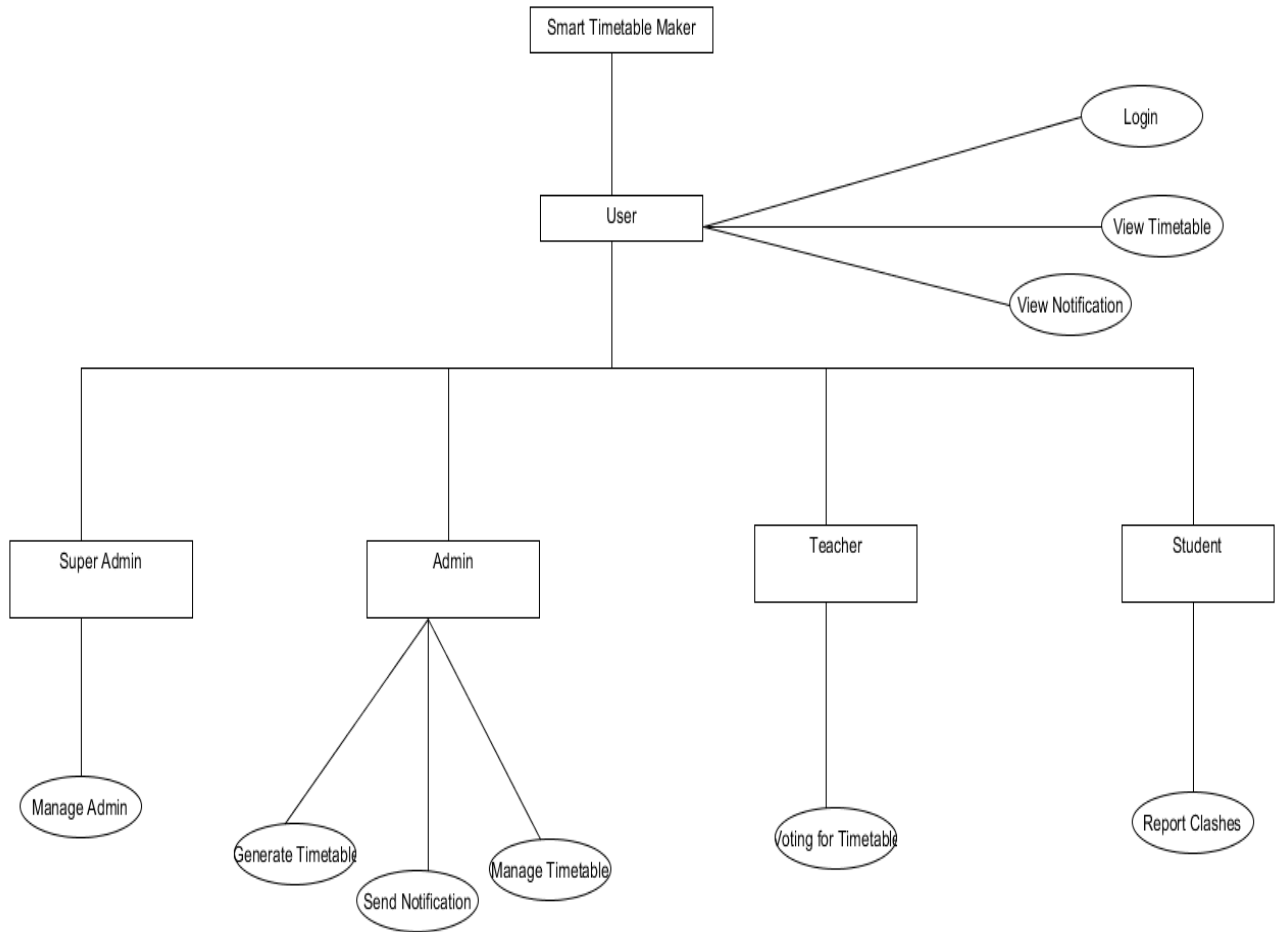 Smart Timetable Maker
Login
User
View Timetable
View Notification
Super Admin
Admin
Teacher
Student
Manage Admin
Generate Timetable
Send Notification
Manage Timetable
Voting for Timetable
Report Clashes